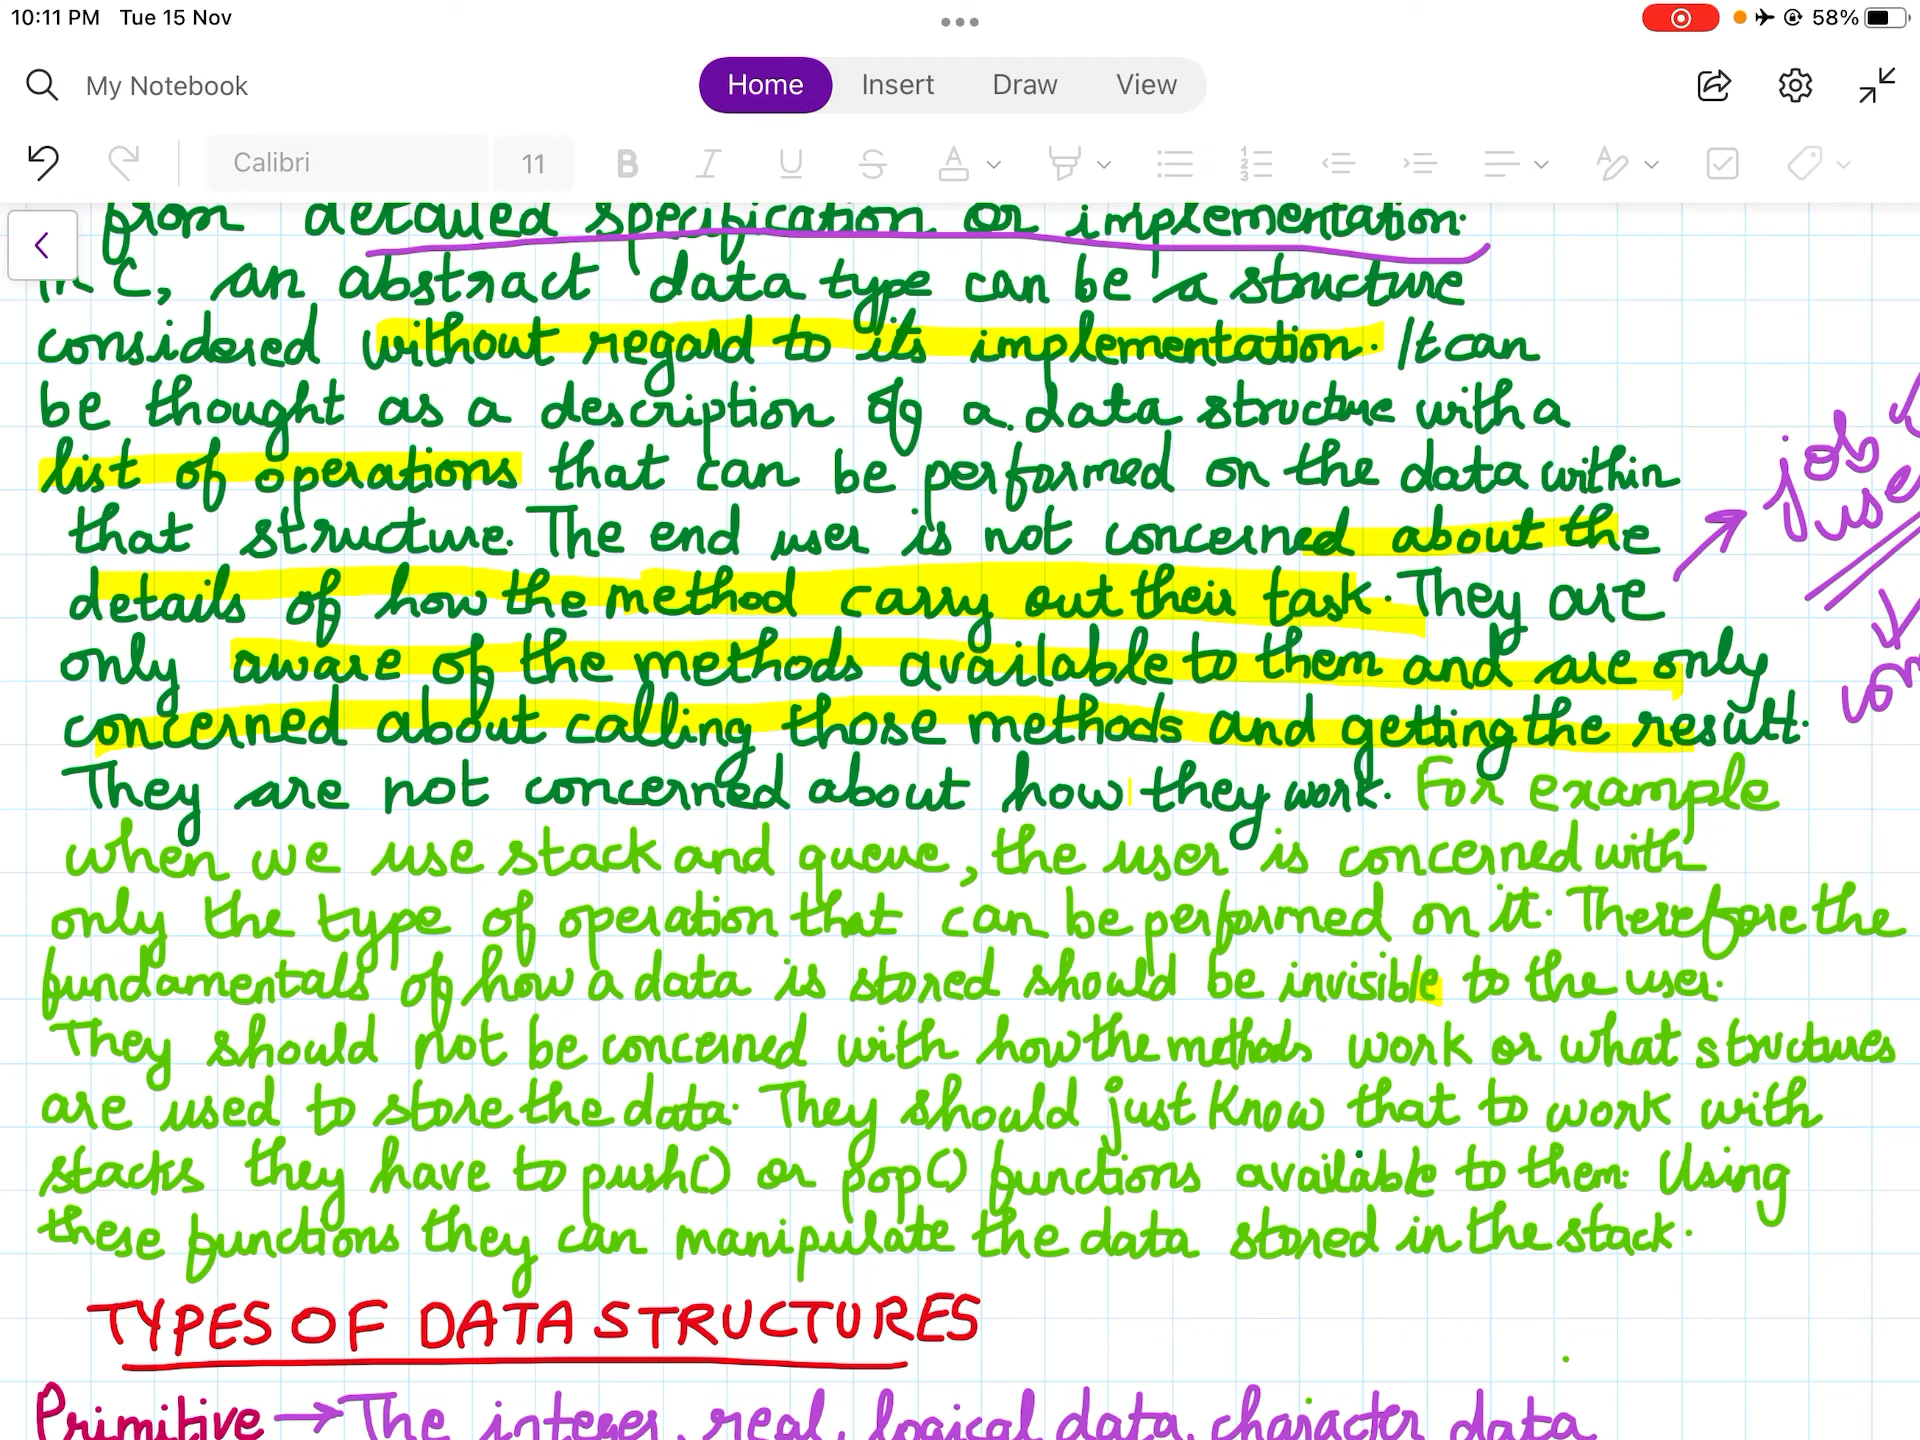 10:11 PM Tue 15 Nov
58%
My Notebook
Home Insert Draw View
Calibri 11
from detailed specification or implementation.
In C, an abstract data type can be a structure
considered without regard to its implementation. It can
be thought as a description of a data structure with a
list of operations that can be performed on the data within
that structure. The end user is not concerned about the
details of how the method carry out their task. They are
only aware of the methods available to them and are only
concerned about calling those methods and getting the result.
They are not concerned about how they work. For example
when we use stack and queue, the user is concerned with
only the type of operation that can be performed on it. Therefore the
fundamentals of how a data is stored should be invisible to the user.
They should not be concerned with how the methods work or what structures
are used to store the data. They should just know that to work with
stacks they have to push() or pop() functions available to them. Using
these functions they can manipulate the data stored in the stack.
TYPES OF DATA STRUCTURES
Primitive → The integer, real, logical data, character data
job
use
con